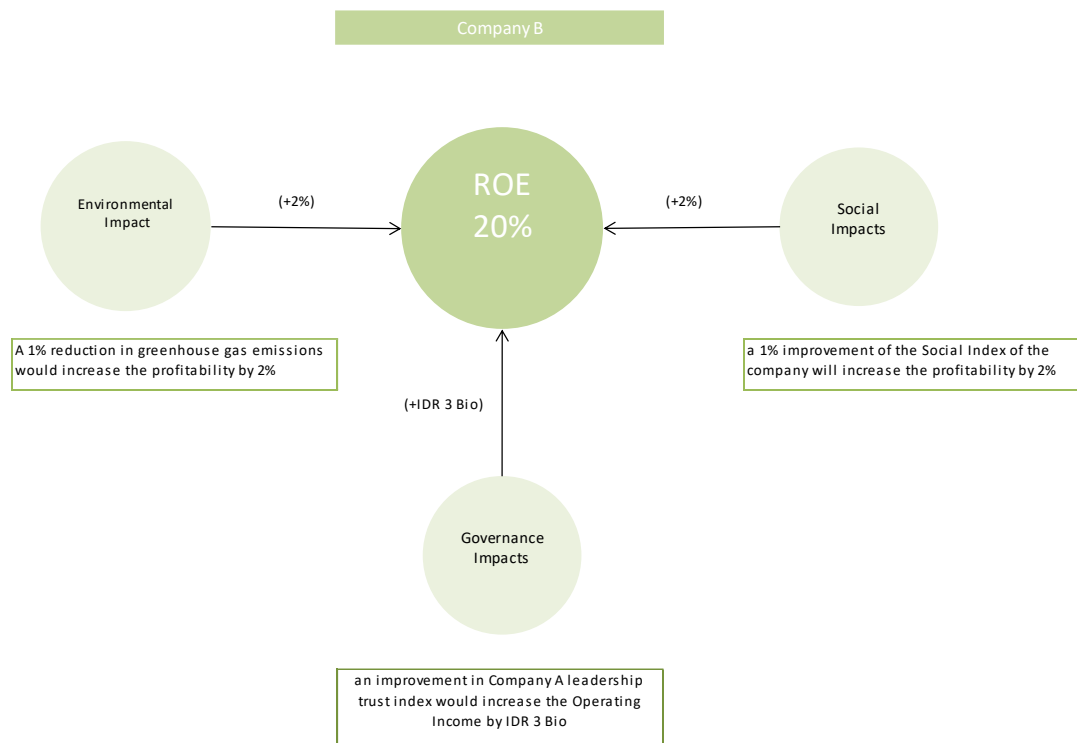 Company B
Environmental
Impact
(+2%)
ROE
20%
(+2%)
Social
Impacts
A 1% reduction in greenhouse gas emissions
would increase the profitability by 2%
a 1% improvement of the Social Index of the
company will increase the profitability by 2%
(+IDR 3 Bio)
Governance
Impacts
an improvement in Company A leadership
trust index would increase the Operating
Income by IDR 3 Bio